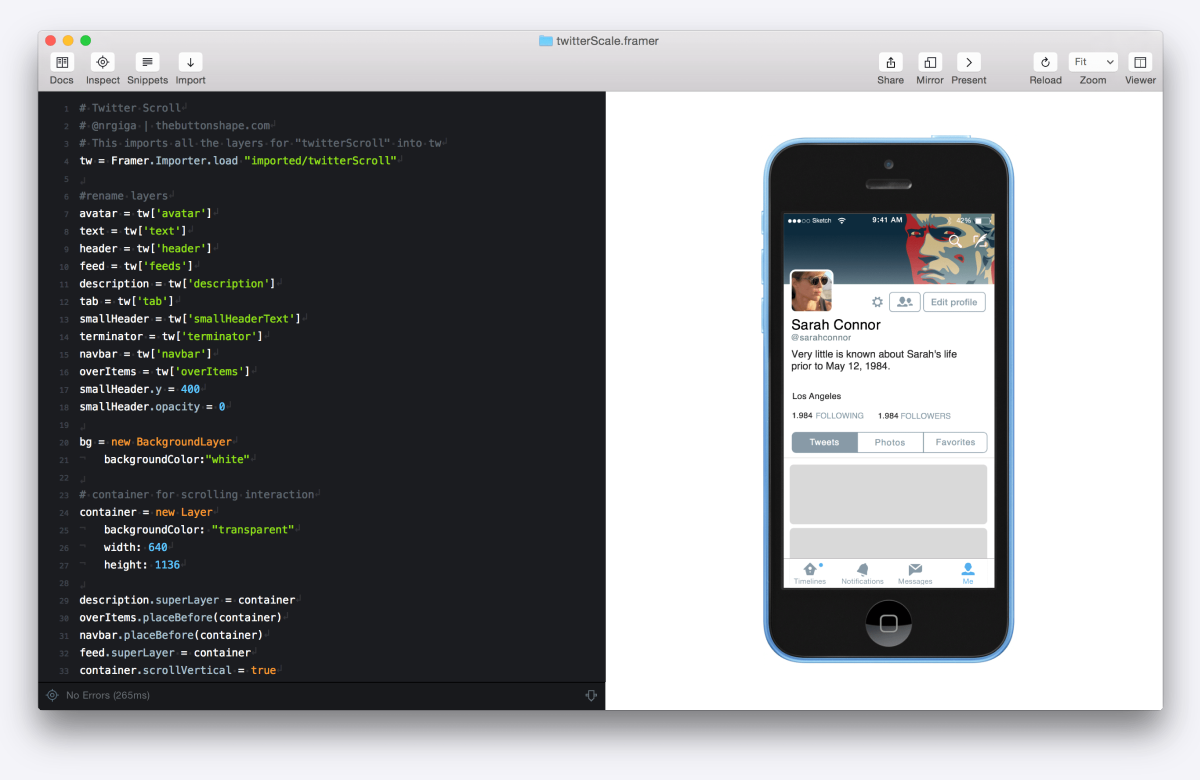 twitterScale.framer
Docs Inspect Snippets Import Share Mirror Present Reload Fit Zoom Viewer
1 # Twitter Scroll
2 # @nrgiga | thebuttonshape.com
3 # This imports all the layers for "twitterScroll" into tw
4 tw = Framer.Importer.load "imported/twitterScroll"
5
6 #rename layers
7 avatar = tw['avatar']
8 text = tw['text']
9 header = tw['header']
10 feed = tw['feeds']
11 description = tw['description']
12 tab = tw['tab']
13 smallHeader = tw['smallHeaderText']
14 terminator = tw['terminator']
15 navbar = tw['navbar']
16 overItems = tw['overItems']
17 smallHeader.y = 400
18 smallHeader.opacity = 0
19
20 bg = new BackgroundLayer
21 backgroundColor:"white"
22
23 # container for scrolling interaction
24 container = new Layer
25 backgroundColor: "transparent"
26 width: 640
27 height: 1136
28
29 description.superLayer = container
30 overItems.placeBefore(container)
31 navbar.placeBefore(container)
32 feed.superLayer = container
33 container.scrollVertical = true
No Errors (265ms)
Sketch 9:41 AM 42%
Edit profile
Sarah Connor
@sarahconnor
Very little is known about Sarah's life
prior to May 12, 1984.
Los Angeles
1.984 FOLLOWING 1.984 FOLLOWERS
Tweets Photos Favorites
Timelines Notifications Messages Me